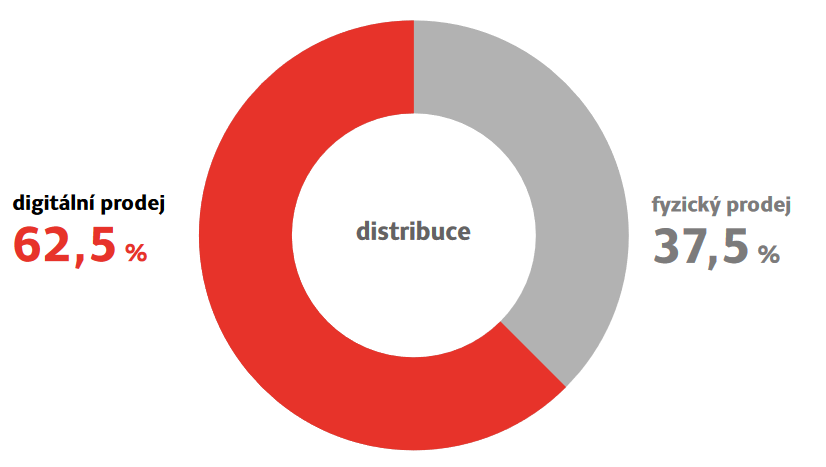 digitální prodej
62,5 %
distribuce
fyzický prodej
37,5 %